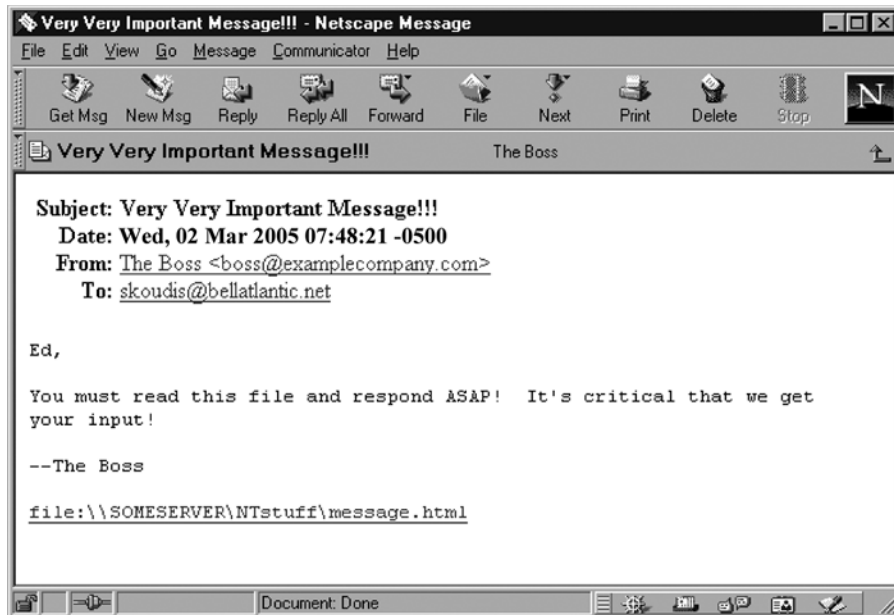 Very Very Important Message!!! - Netscape Message
File Edit View Go Message Communicator Help
Get Msg New Msg Reply Reply All Forward File Next Print Delete Stop N
Very Very Important Message!!! The Boss
Subject: Very Very Important Message!!!
Date: Wed, 02 Mar 2005 07:48:21 -0500
From: The Boss <boss@examplecompany.com>
To: skoudis@bellatlantic.net
Ed,
You must read this file and respond ASAP! It's critical that we get
your input!
--The Boss
file:\\SOMESERVER\NTstuff\message.html
Document: Done